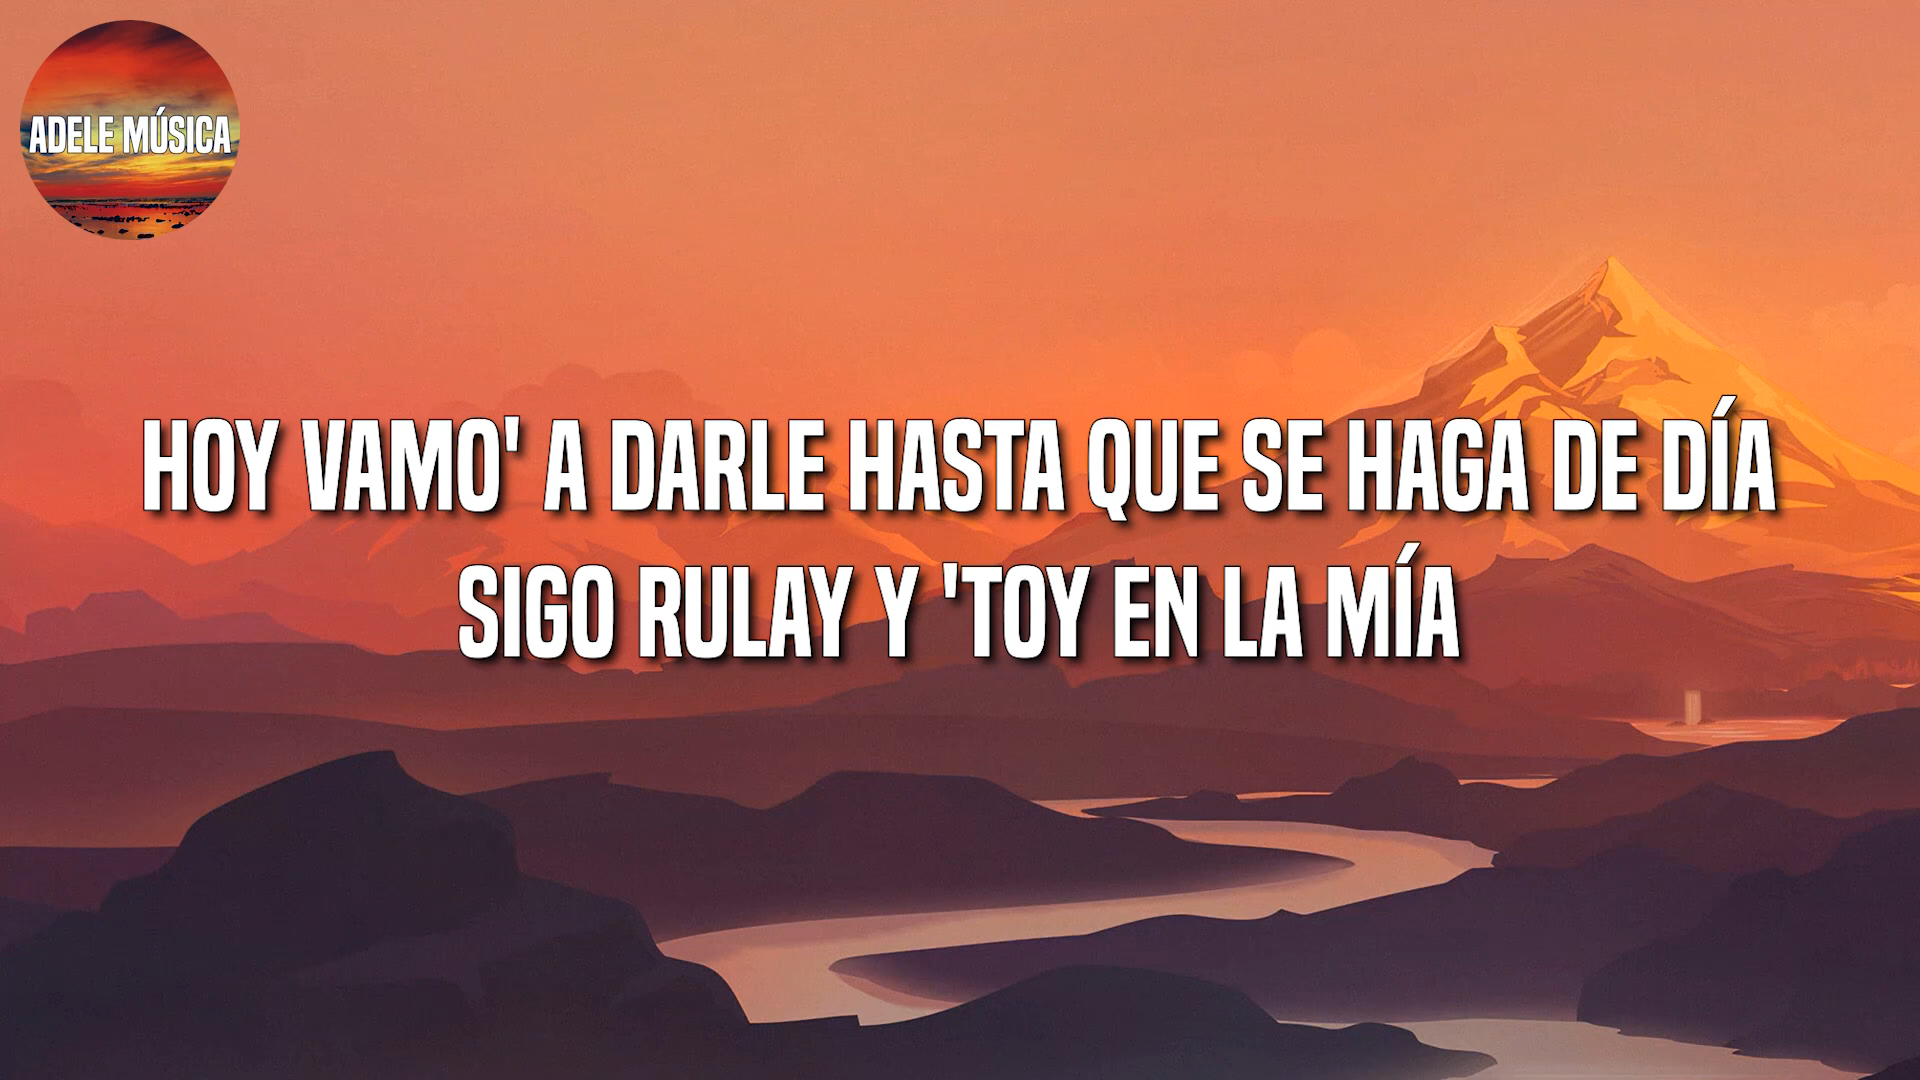 ADELE MÚSICA
HOY VAMO' A DARLE HASTA QUE SE HAGA DE DÍA
SIGO RULAY Y 'TOY EN LA MÍA